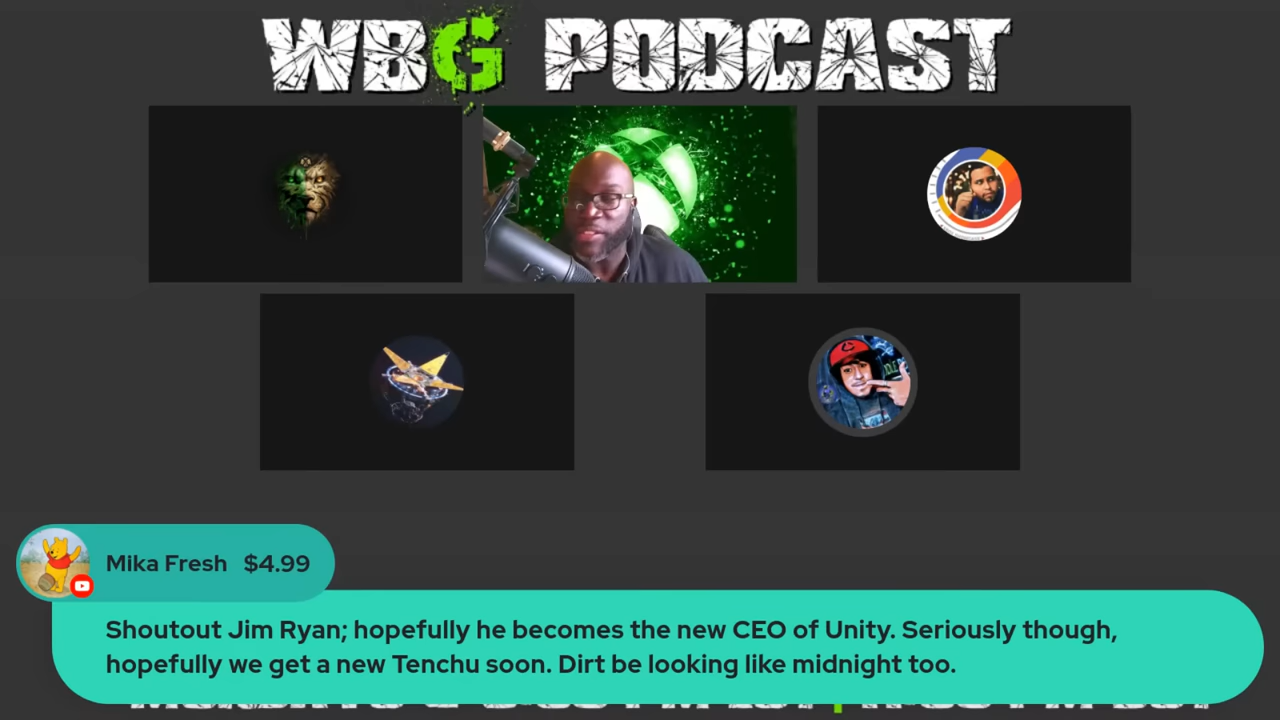 WBG PODCAST
Mika Fresh $4.99
Shoutout Jim Ryan; hopefully he becomes the new CEO of Unity. Seriously though,
hopefully we get a new Tenchu soon. Dirt be looking like midnight too.